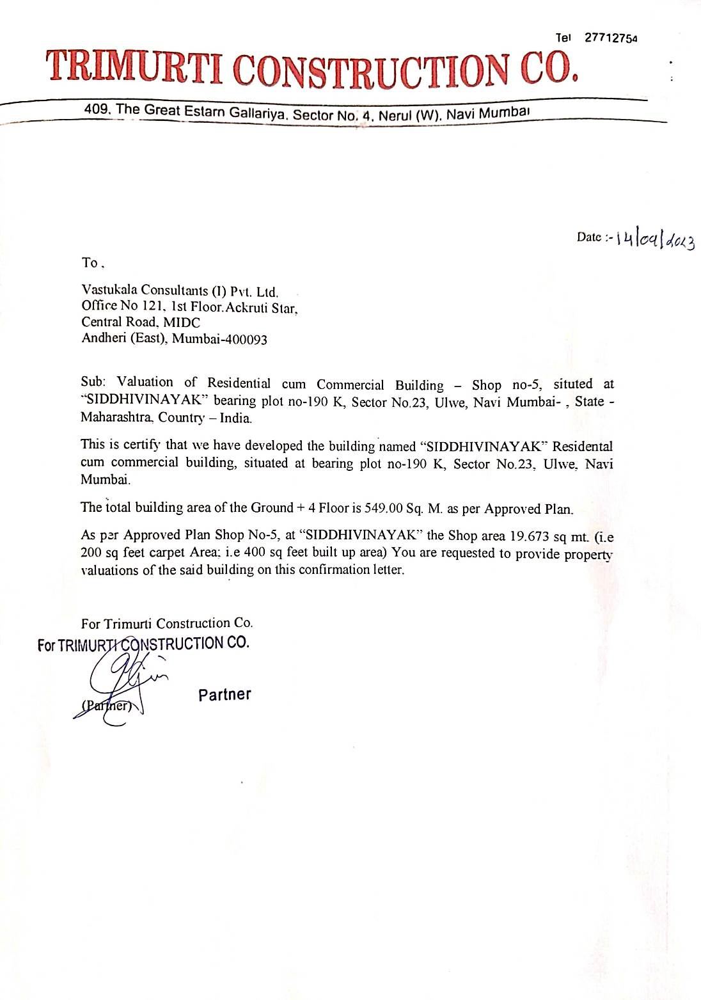 Tel 27712754
TRIMURTI CONSTRUCTION CO.
409. The Great Estarn Gallariya. Sector No. 4, Nerul (W). Navi Mumbai
Date :- 14/09/2023
To .
Vastukala Consultants (I) Pvt. Ltd.
Office No 121, 1st Floor. Ackruti Star,
Central Road, MIDC
Andheri (East), Mumbai-400093
Sub: Valuation of Residential cum Commercial Building – Shop no-5, situted at
“SIDDHIVINAYAK” bearing plot no-190 K, Sector No.23, Ulwe, Navi Mumbai- , State -
Maharashtra, Country – India.
This is certify that we have developed the building named “SIDDHIVINAYAK” Residental
cum commercial building, situated at bearing plot no-190 K, Sector No.23, Ulwe, Navi
Mumbai.
The total building area of the Ground + 4 Floor is 549.00 Sq. M. as per Approved Plan.
As per Approved Plan Shop No-5, at “SIDDHIVINAYAK” the Shop area 19.673 sq mt. (i.e
200 sq feet carpet Area; i.e 400 sq feet built up area) You are requested to provide property
valuations of the said building on this confirmation letter.
For Trimurti Construction Co.
For TRIMURTI CONSTRUCTION CO.
Partner
(Partner)